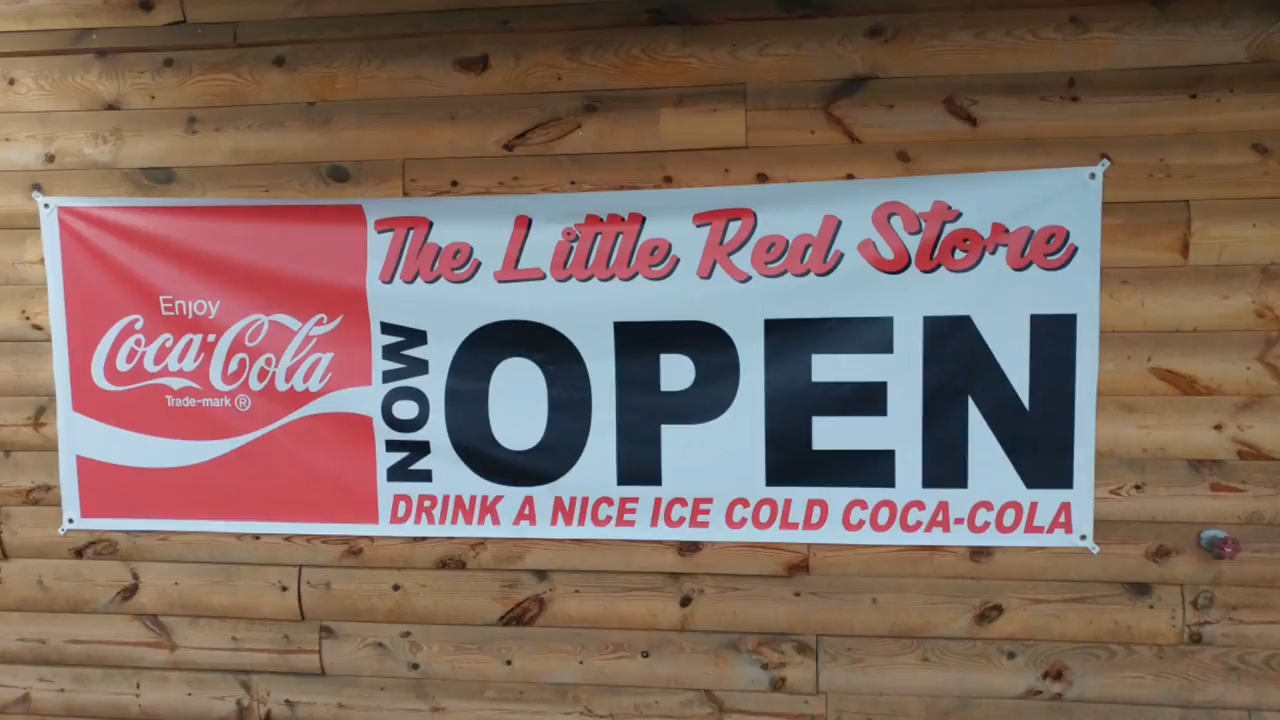 Enjoy
Coca-Cola
Trade-mark ®
The Little Red Store
NOW
OPEN
DRINK A NICE ICE COLD COCA-COLA